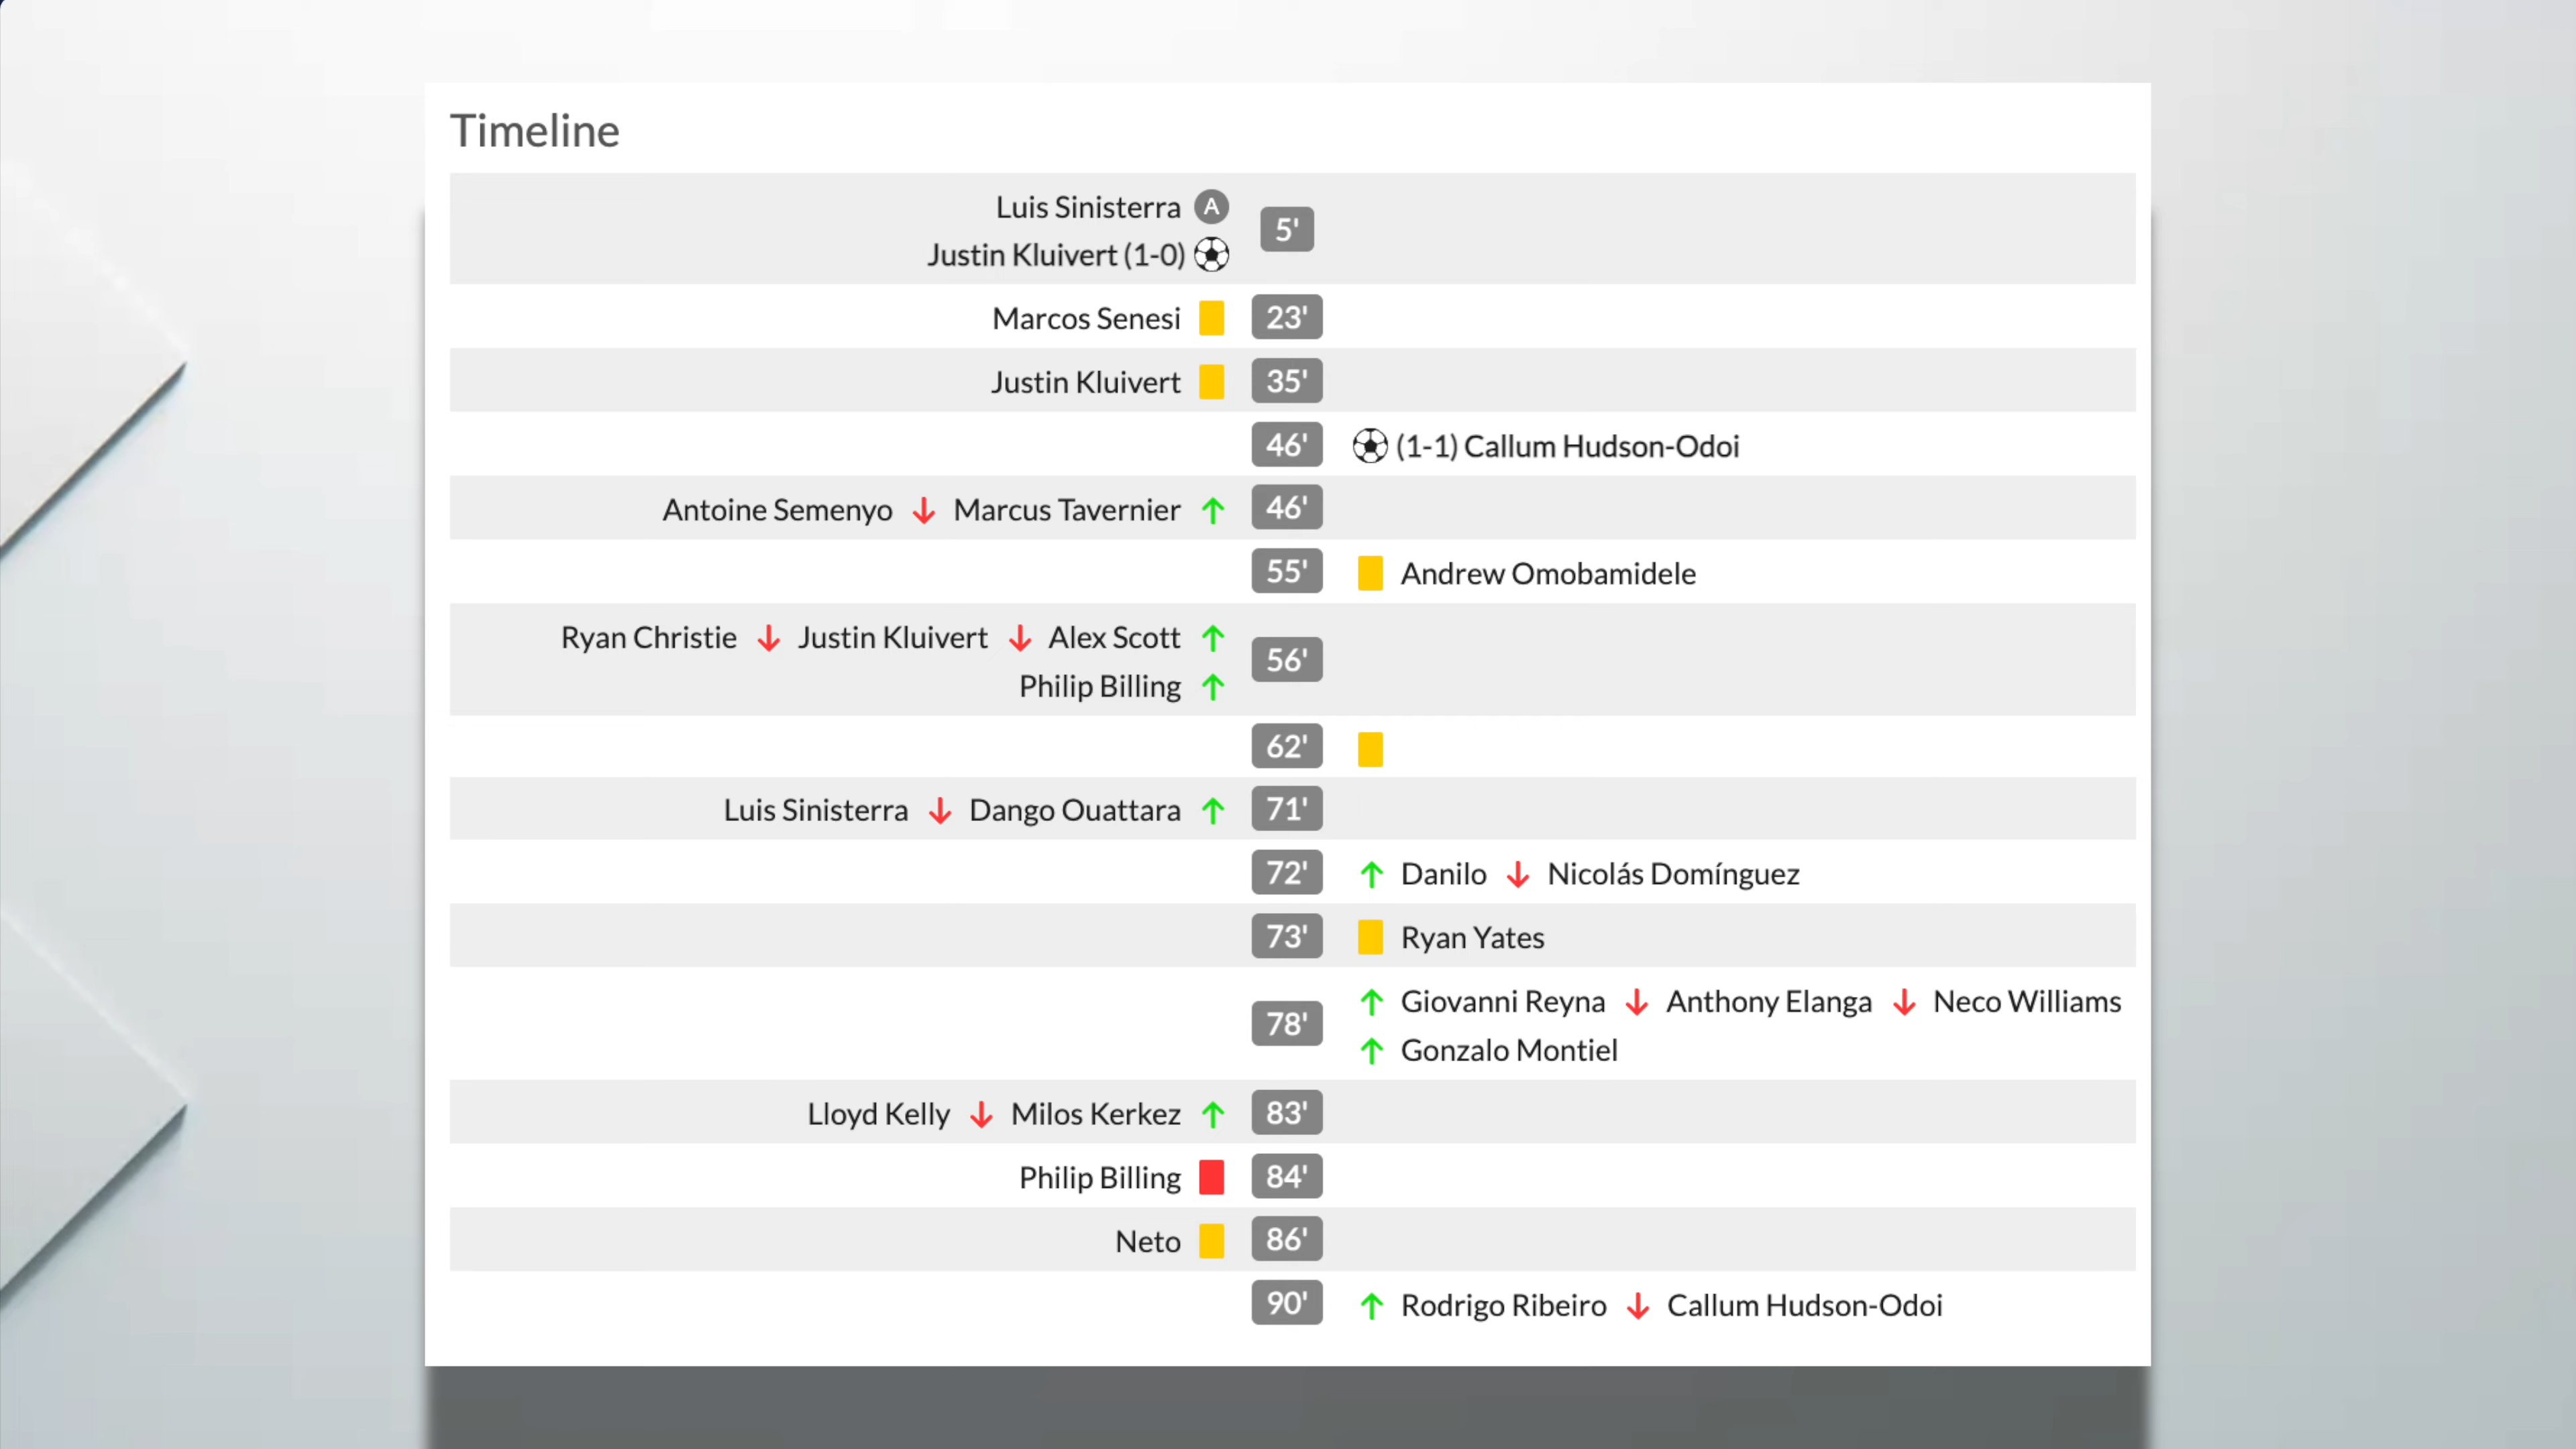 Timeline
Luis Sinisterra A
Justin Kluivert (1-0)
5'
Marcos Senesi 23'
Justin Kluivert 35'
46' (1-1) Callum Hudson-Odoi
Antoine Semenyo Marcus Tavernier 46'
55' Andrew Omobamidele
Ryan Christie Justin Kluivert Alex Scott
Philip Billing
56'
62'
Luis Sinisterra Dango Ouattara 71'
72' Danilo Nicolás Domínguez
73' Ryan Yates
78'
Giovanni Reyna Anthony Elanga Neco Williams
Gonzalo Montiel
Lloyd Kelly Milos Kerkez 83'
Philip Billing 84'
Neto 86'
90' Rodrigo Ribeiro Callum Hudson-Odoi